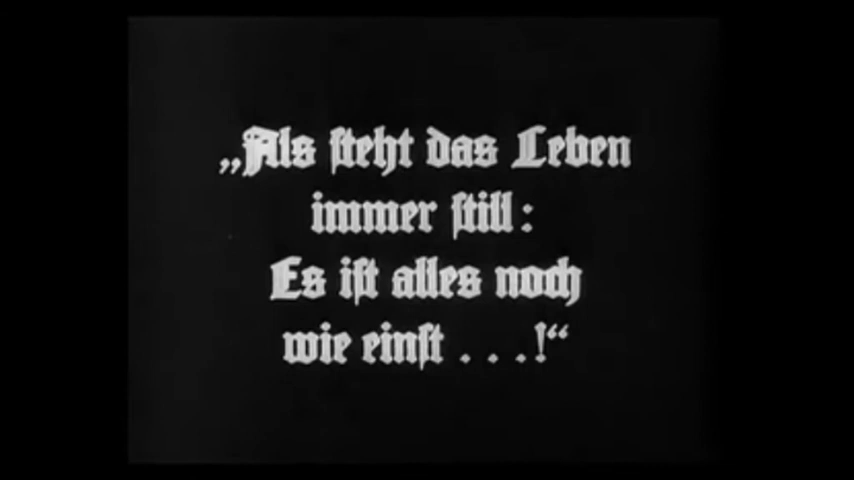 „Als steht das Leben
immer still:
Es ist alles noch
wie einst . . .!“